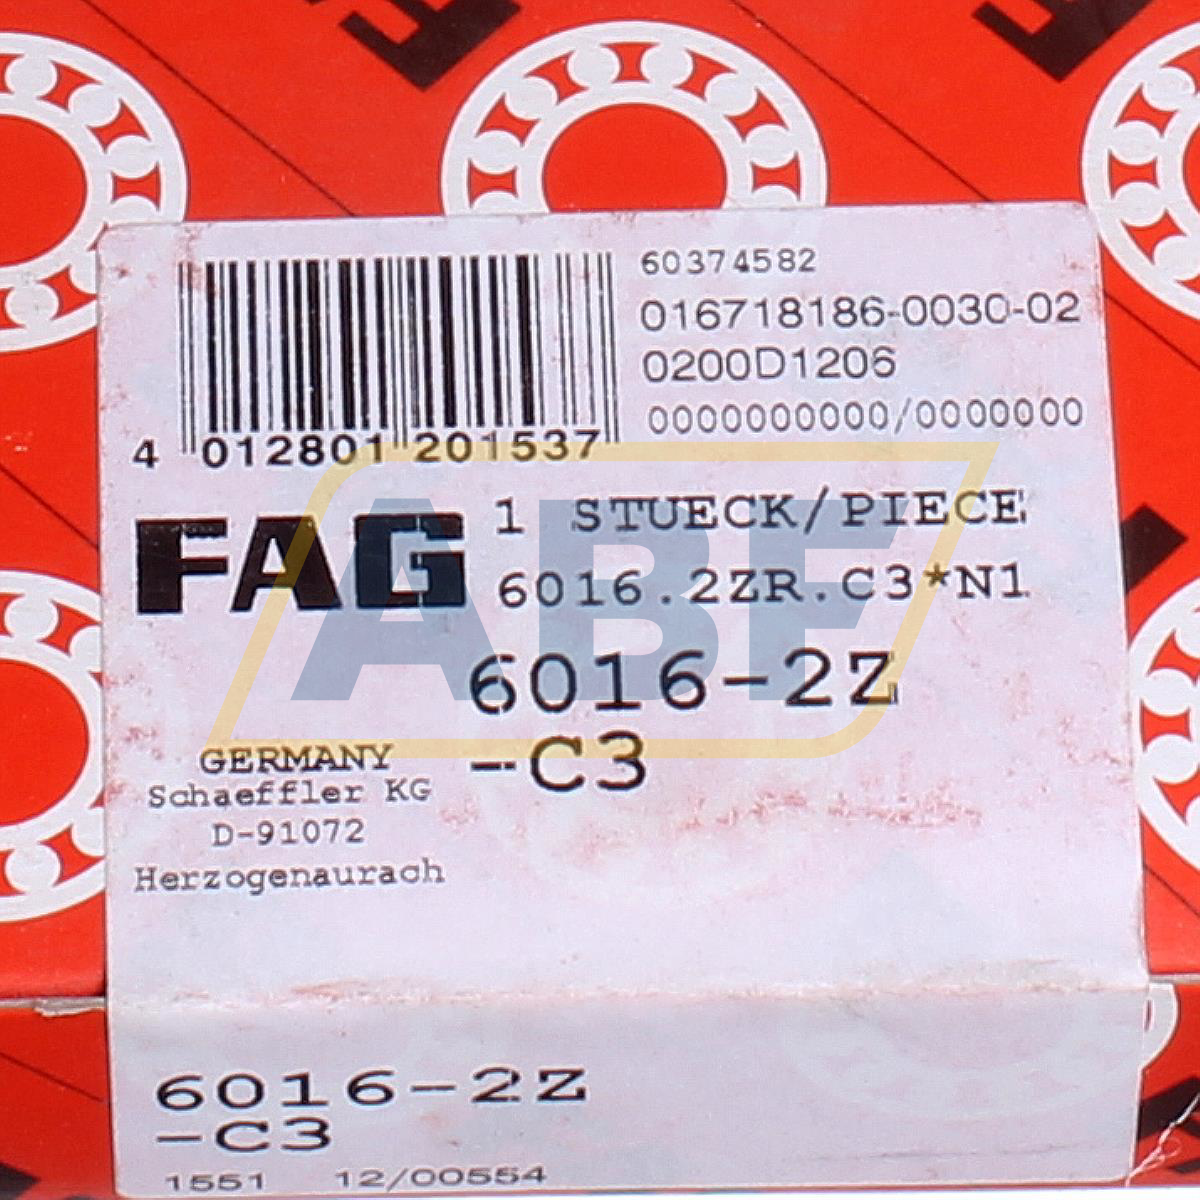 60374582
016718186-0030-02
0200D1206
0000000000/0000000
4 012801 201537
FAG
1 STUECK/PIECE
6016.2ZR.C3*N1
6016-2Z
-C3
GERMANY
Schaeffler KG
D-91072
Herzogenaurach
ABF
6016-2Z
-C3
1551 12/00554